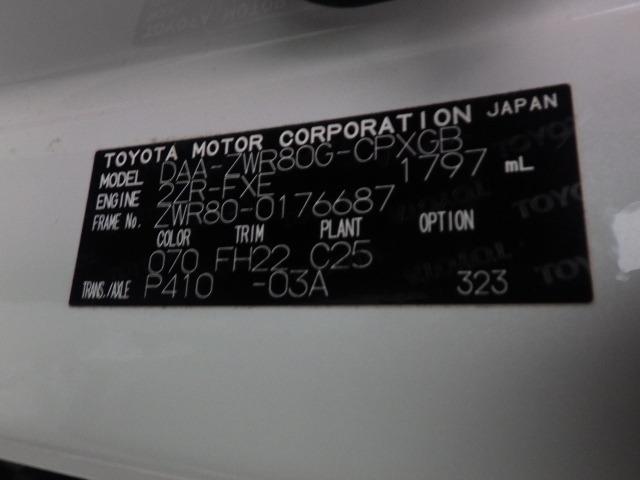 TOYOTA MOTOR CORPORATION JAPAN
MODEL DAA-ZWR80G-CPXGB
ENGINE 2ZR-FXE 1797 mL
FRAME No. ZWR80-0176687
COLOR TRIM PLANT OPTION
070 FH22 C25
TRANS./AXLE P410 -03A 323